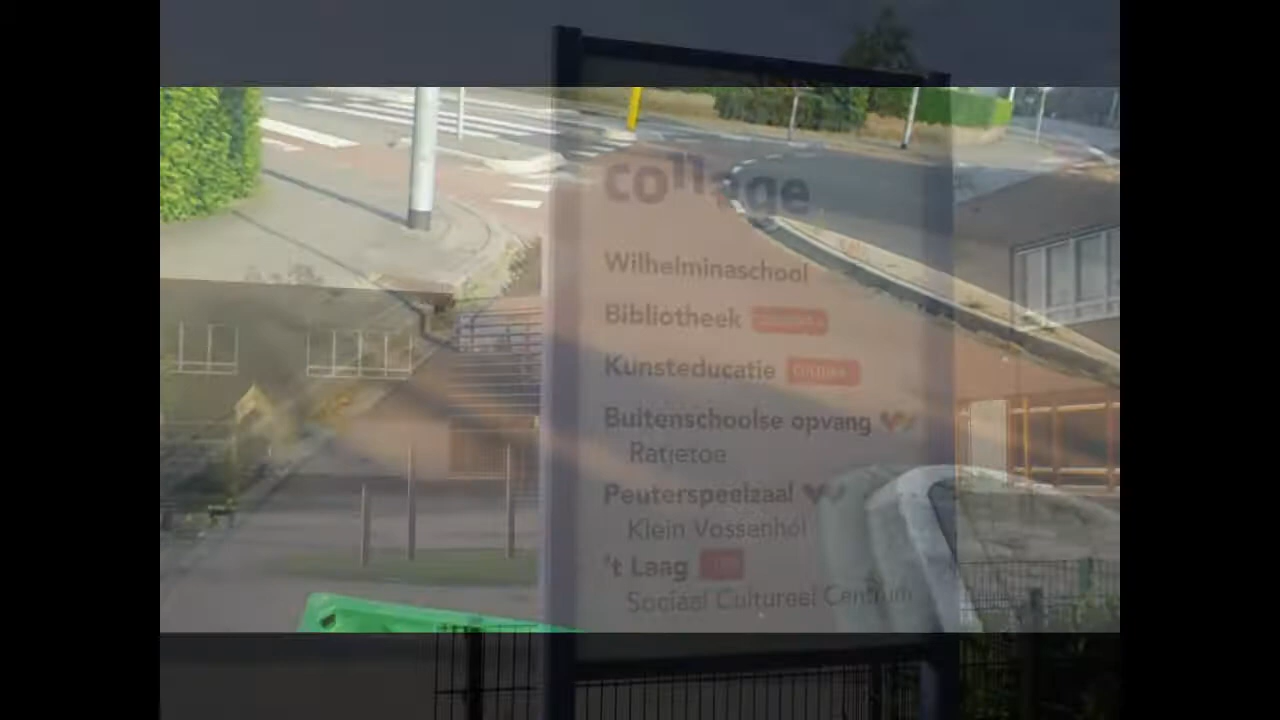 collage
Wilhelminaschool
Bibliotheek
Kunsteducatie
Buitenschoolse opvang
Ratjetoe
Peuterspeelzaal
Klein Vossenhol
't Laag
Sociaal Cultureel Centrum